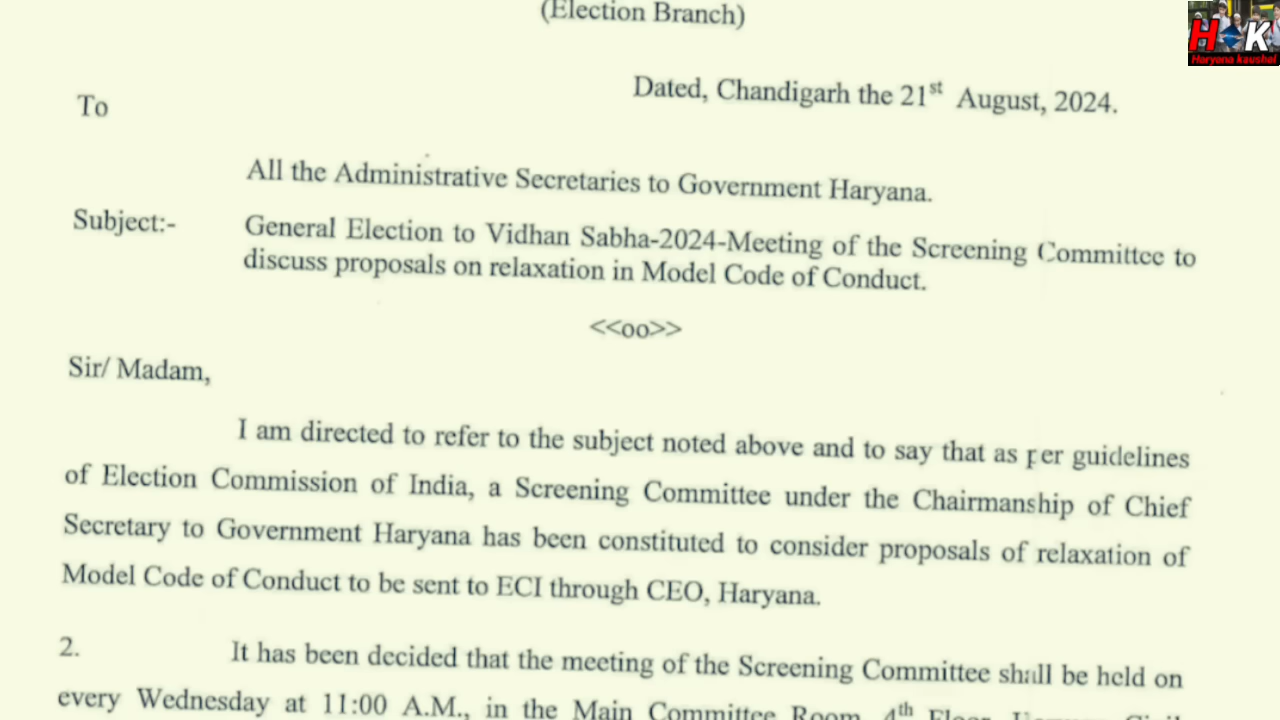 (Election Branch)
H K
Haryana kaushal
Dated, Chandigarh the 21st August, 2024.
To
All the Administrative Secretaries to Government Haryana.
Subject:- General Election to Vidhan Sabha-2024-Meeting of the Screening Committee to
discuss proposals on relaxation in Model Code of Conduct.
<<oo>>
Sir/ Madam,
I am directed to refer to the subject noted above and to say that as per guidelines
of Election Commission of India, a Screening Committee under the Chairmanship of Chief
Secretary to Government Haryana has been constituted to consider proposals of relaxation of
Model Code of Conduct to be sent to ECI through CEO, Haryana.
2. It has been decided that the meeting of the Screening Committee shall be held on
every Wednesday at 11:00 A.M., in the Main Committee Room, 4th Floor,